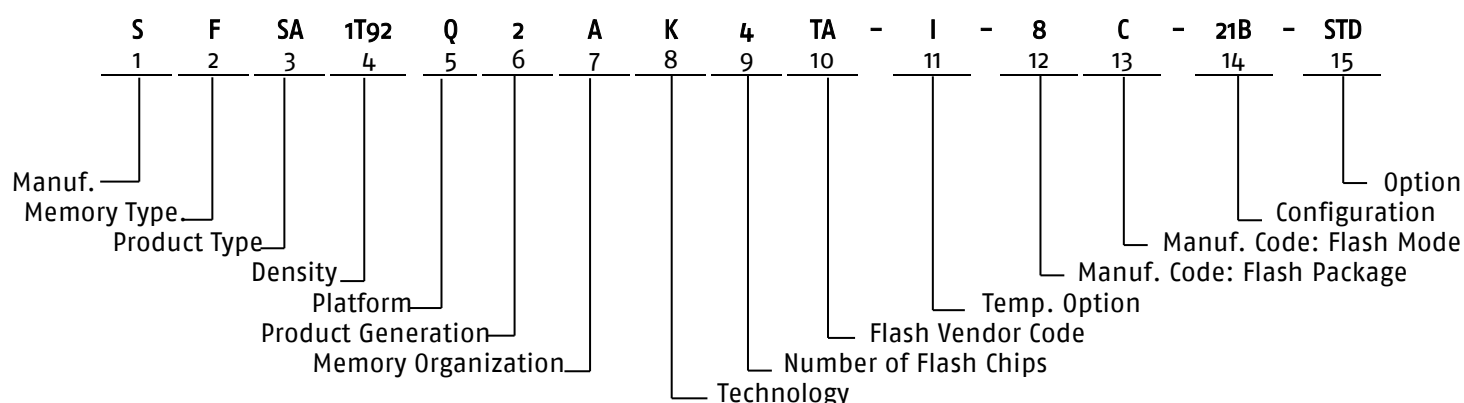 S F SA 1T92 Q 2 A K 4 TA – I – 8 C – 21B – STD
1 2 3 4 5 6 7 8 9 10 11 12 13 14 15
Manuf. Option
Memory Type. Configuration
Product Type Manuf. Code: Flash Mode
Density Manuf. Code: Flash Package
Platform Temp. Option
Product Generation Flash Vendor Code
Memory Organization Number of Flash Chips
Technology